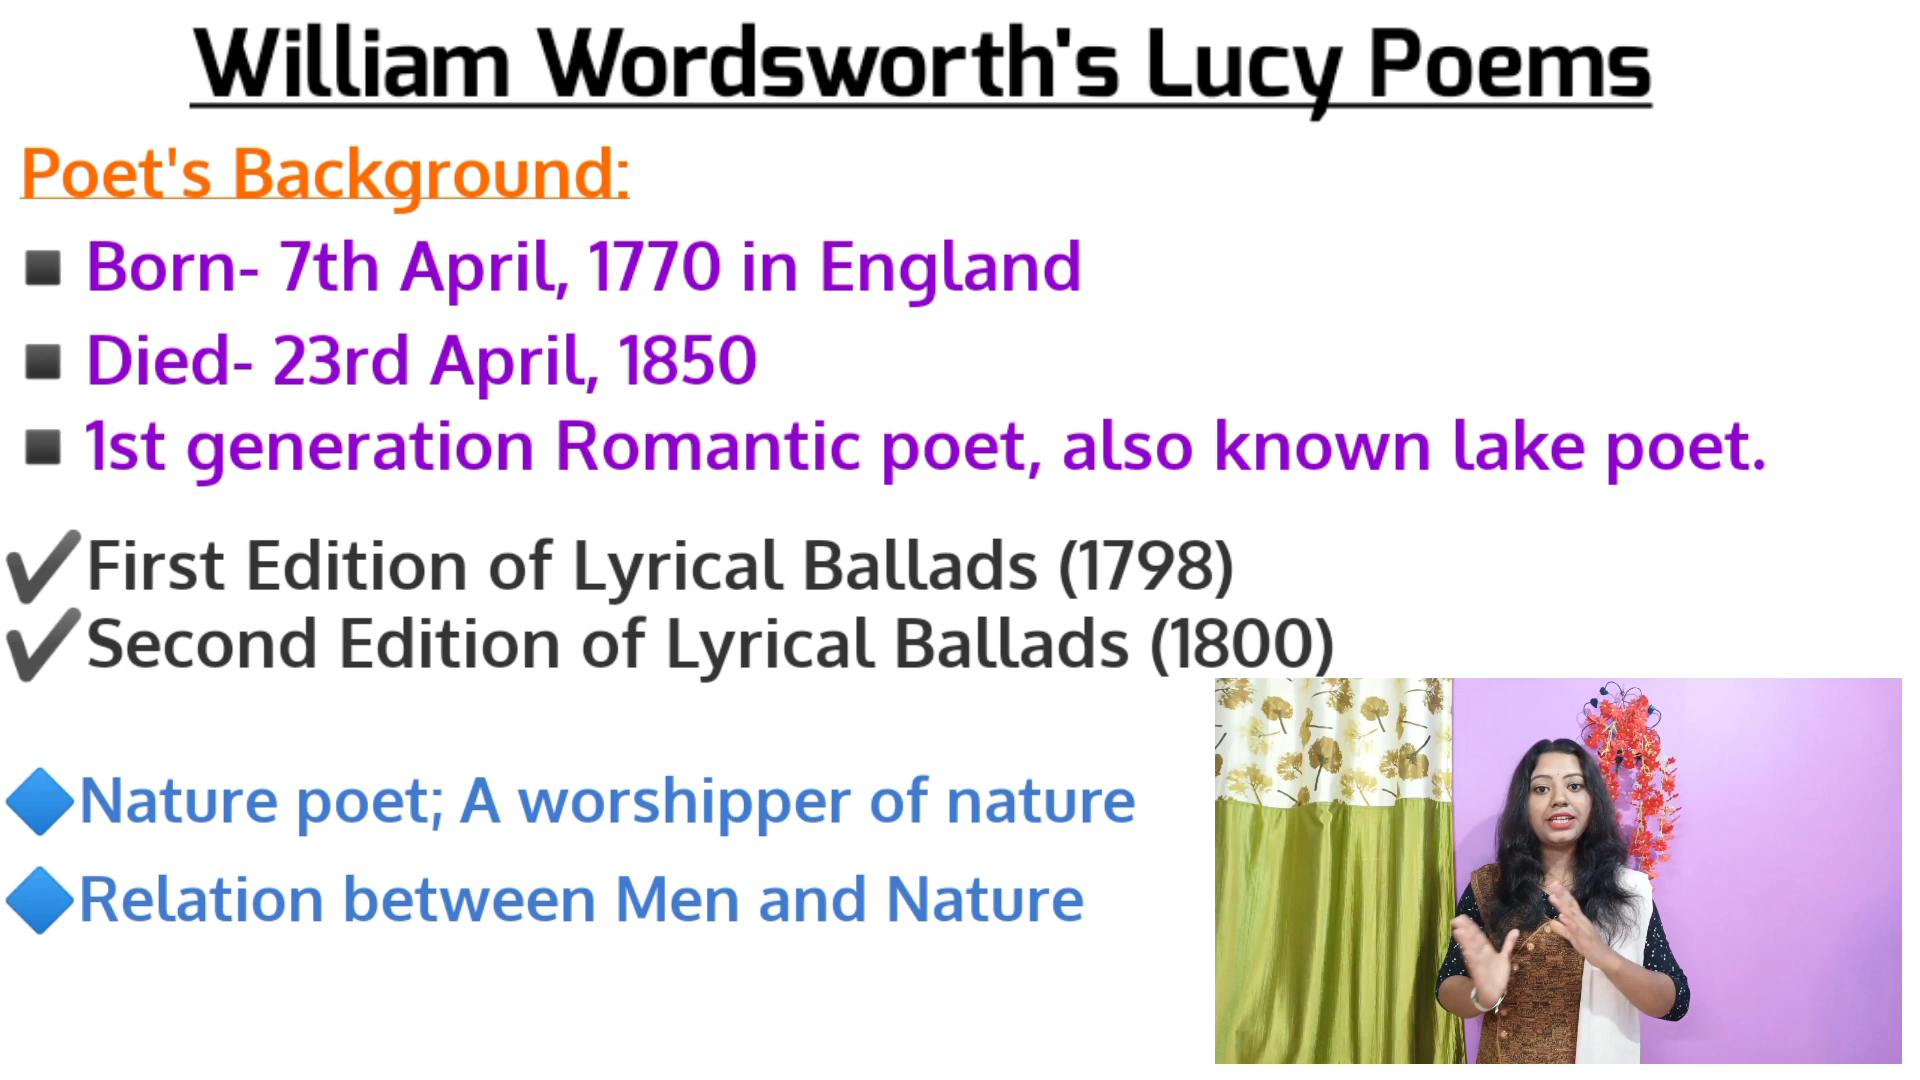 William Wordsworth's Lucy Poems
Poet's Background:
Born- 7th April, 1770 in England
Died- 23rd April, 1850
1st generation Romantic poet, also known lake poet.
First Edition of Lyrical Ballads (1798)
Second Edition of Lyrical Ballads (1800)
Nature poet; A worshipper of nature
Relation between Men and Nature